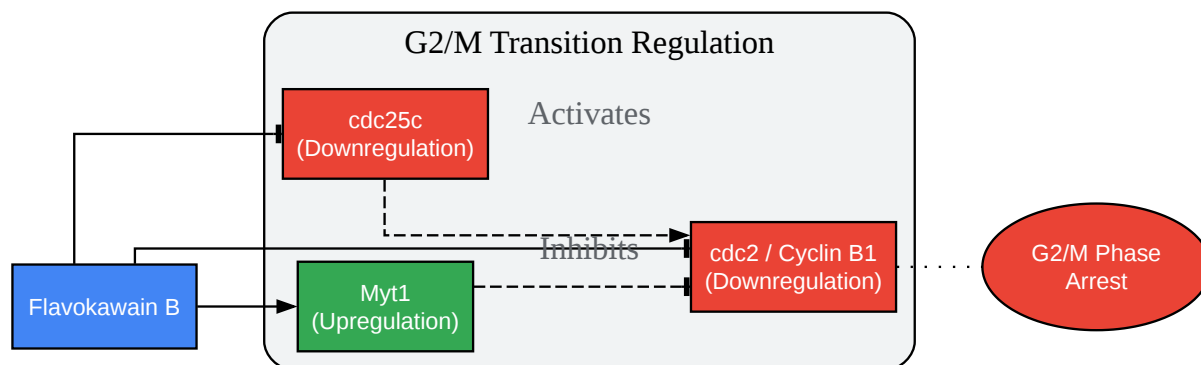 G2/M Transition Regulation
cdc25c
(Downregulation)
Activates
Inhibits
cdc2 / Cyclin B1
(Downregulation)
G2/M Phase
Arrest
Flavokawain B
Myt1
(Upregulation)